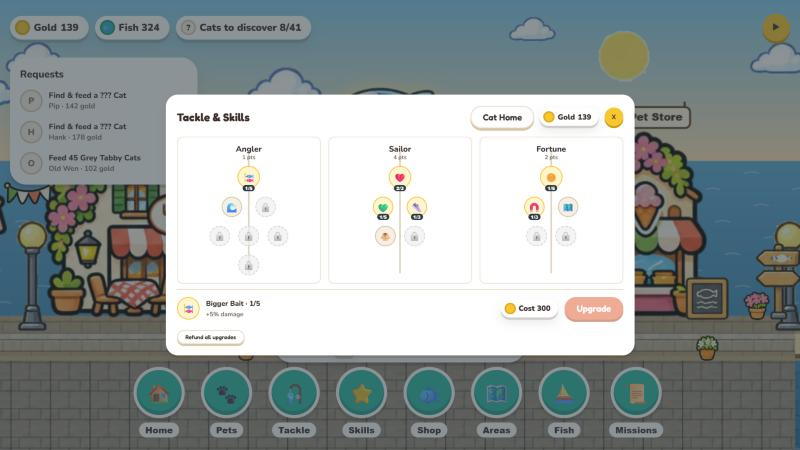 Gold 139
Fish 324
? Cats to discover 8/41
Requests
P
Find & feed a ??? Cat
Pip · 142 gold
H
Find & feed a ??? Cat
Hank · 178 gold
O
Feed 45 Grey Tabby Cats
Old Wen · 102 gold
Pet Store
Tackle & Skills
Cat Home
Gold 139
X
Angler
1 pts
1/5
Sailor
4 pts
2/2
1/5
1/3
Fortune
2 pts
1/6
1/3
Bigger Bait · 1/5
+5% damage
Cost 300
Upgrade
Refund all upgrades
Home
Pets
Tackle
Skills
Shop
Areas
Fish
Missions